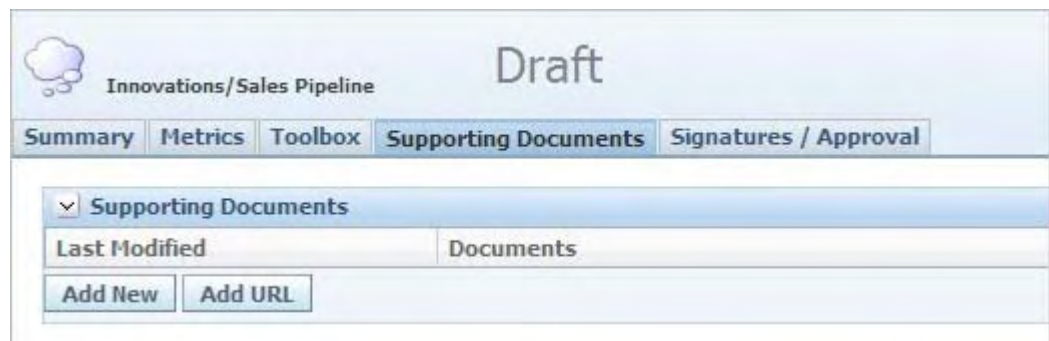 Draft
Innovations/Sales Pipeline
Summary Metrics Toolbox Supporting Documents Signatures / Approval
Supporting Documents
Last Modified Documents
Add New Add URL